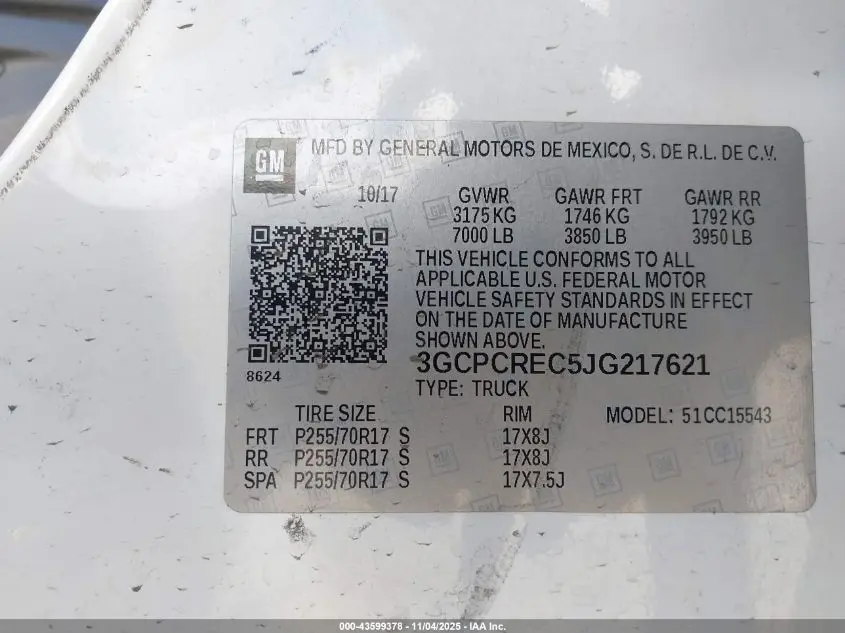 GM MFD BY GENERAL MOTORS DE MEXICO, S. DE R.L. DE C.V.
10/17 GVWR GAWR FRT GAWR RR
3175 KG 1746 KG 1792 KG
7000 LB 3850 LB 3950 LB
THIS VEHICLE CONFORMS TO ALL
APPLICABLE U.S. FEDERAL MOTOR
VEHICLE SAFETY STANDARDS IN EFFECT
ON THE DATE OF MANUFACTURE
SHOWN ABOVE.
3GCPCREC5JG217621
8624
TYPE: TRUCK
TIRE SIZE RIM MODEL: 51CC15543
FRT P255/70R17 S 17X8J
RR P255/70R17 S 17X8J
SPA P255/70R17 S 17X7.5J
000-43599378 - 11/04/2025 - IAA Inc.